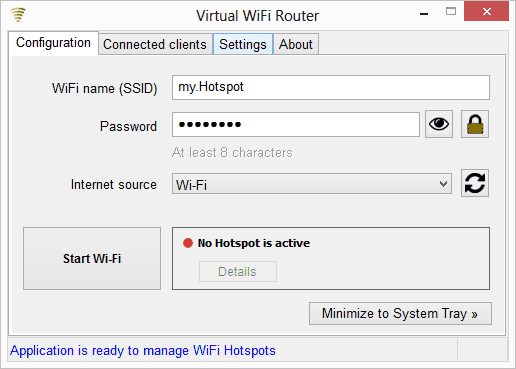 Virtual WiFi Router
Configuration Connected clients Settings About
WiFi name (SSID) my.Hotspot
Password ●●●●●●●●
At least 8 characters
Internet source Wi-Fi
Start Wi-Fi
No Hotspot is active
Details
Minimize to System Tray »
Application is ready to manage WiFi Hotspots